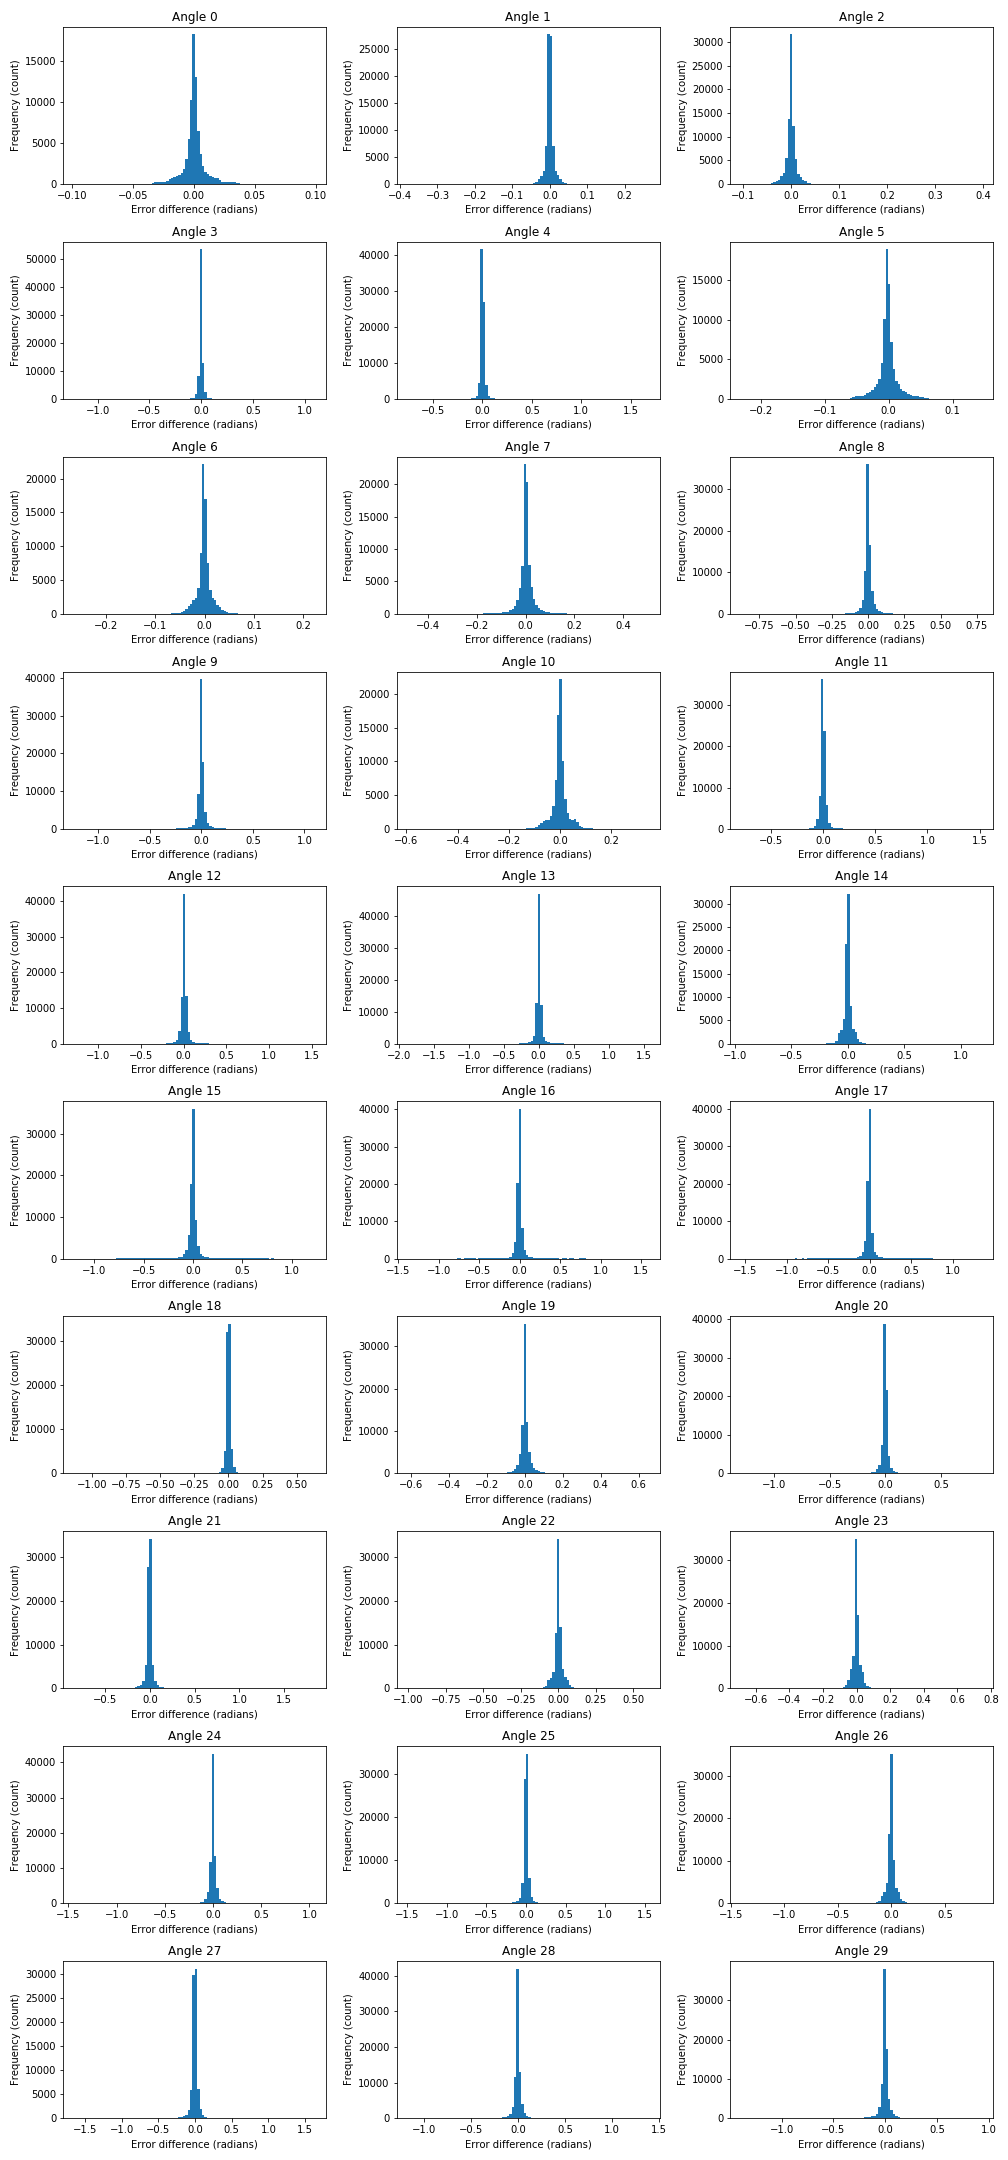 Angle 0 Angle 1 Angle 2
Frequency (count) Frequency (count) Frequency (count)
15000 10000 5000 0
25000 20000 15000 10000 5000 0
30000 25000 20000 15000 10000 5000 0
−0.10 −0.05 0.00 0.05 0.10 −0.4 −0.3 −0.2 −0.1 0.0 0.1 0.2 −0.1 0.0 0.1 0.2 0.3 0.4
Error difference (radians) Error difference (radians) Error difference (radians)
Angle 3 Angle 4 Angle 5
Frequency (count) Frequency (count) Frequency (count)
50000 40000 30000 20000 10000 0
40000 30000 20000 10000 0
15000 10000 5000 0
−1.0 −0.5 0.0 0.5 1.0 −0.5 0.0 0.5 1.0 1.5 −0.2 −0.1 0.0 0.1
Error difference (radians) Error difference (radians) Error difference (radians)
Angle 6 Angle 7 Angle 8
Frequency (count) Frequency (count) Frequency (count)
20000 15000 10000 5000 0
20000 15000 10000 5000 0
30000 20000 10000 0
−0.2 −0.1 0.0 0.1 0.2 −0.4 −0.2 0.0 0.2 0.4 −0.75 −0.50 −0.25 0.00 0.25 0.50 0.75
Error difference (radians) Error difference (radians) Error difference (radians)
Angle 9 Angle 10 Angle 11
Frequency (count) Frequency (count) Frequency (count)
40000 30000 20000 10000 0
20000 15000 10000 5000 0
30000 20000 10000 0
−1.0 −0.5 0.0 0.5 1.0 −0.6 −0.4 −0.2 0.0 0.2 −0.5 0.0 0.5 1.0 1.5
Error difference (radians) Error difference (radians) Error difference (radians)
Angle 12 Angle 13 Angle 14
Frequency (count) Frequency (count) Frequency (count)
40000 30000 20000 10000 0
40000 30000 20000 10000 0
30000 25000 20000 15000 10000 5000 0
−1.0 −0.5 0.0 0.5 1.0 1.5 −2.0 −1.5 −1.0 −0.5 0.0 0.5 1.0 1.5 −1.0 −0.5 0.0 0.5 1.0
Error difference (radians) Error difference (radians) Error difference (radians)
Angle 15 Angle 16 Angle 17
Frequency (count) Frequency (count) Frequency (count)
30000 20000 10000 0
40000 30000 20000 10000 0
40000 30000 20000 10000 0
−1.0 −0.5 0.0 0.5 1.0 −1.5 −1.0 −0.5 0.0 0.5 1.0 1.5 −1.5 −1.0 −0.5 0.0 0.5 1.0
Error difference (radians) Error difference (radians) Error difference (radians)
Angle 18 Angle 19 Angle 20
Frequency (count) Frequency (count) Frequency (count)
30000 20000 10000 0
30000 20000 10000 0
40000 30000 20000 10000 0
−1.00 −0.75 −0.50 −0.25 0.00 0.25 0.50 −0.6 −0.4 −0.2 0.0 0.2 0.4 0.6 −1.0 −0.5 0.0 0.5
Error difference (radians) Error difference (radians) Error difference (radians)
Angle 21 Angle 22 Angle 23
Frequency (count) Frequency (count) Frequency (count)
30000 20000 10000 0
30000 20000 10000 0
30000 20000 10000 0
−0.5 0.0 0.5 1.0 1.5 −1.00 −0.75 −0.50 −0.25 0.00 0.25 0.50 −0.6 −0.4 −0.2 0.0 0.2 0.4 0.6 0.8
Error difference (radians) Error difference (radians) Error difference (radians)
Angle 24 Angle 25 Angle 26
Frequency (count) Frequency (count) Frequency (count)
40000 30000 20000 10000 0
30000 20000 10000 0
30000 20000 10000 0
−1.5 −1.0 −0.5 0.0 0.5 1.0 −1.5 −1.0 −0.5 0.0 0.5 1.0 1.5 −1.5 −1.0 −0.5 0.0 0.5
Error difference (radians) Error difference (radians) Error difference (radians)
Angle 27 Angle 28 Angle 29
Frequency (count) Frequency (count) Frequency (count)
30000 25000 20000 15000 10000 5000 0
40000 30000 20000 10000 0
30000 20000 10000 0
−1.5 −1.0 −0.5 0.0 0.5 1.0 1.5 −1.0 −0.5 0.0 0.5 1.0 1.5 −1.0 −0.5 0.0 0.5 1.0
Error difference (radians) Error difference (radians) Error difference (radians)